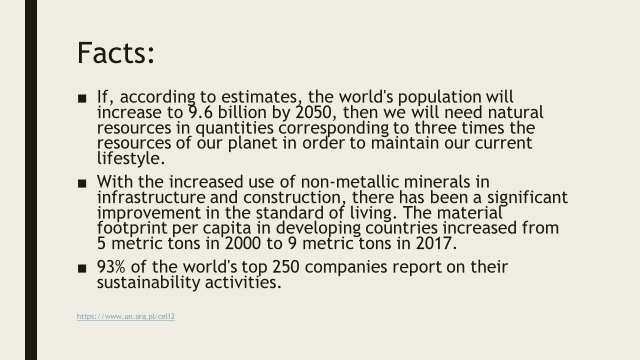 Facts:
■ If, according to estimates, the world's population will
increase to 9.6 billion by 2050, then we will need natural
resources in quantities corresponding to three times the
resources of our planet in order to maintain our current
lifestyle.
■ With the increased use of non-metallic minerals in
infrastructure and construction, there has been a significant
improvement in the standard of living. The material
footprint per capita in developing countries increased from
5 metric tons in 2000 to 9 metric tons in 2017.
■ 93% of the world's top 250 companies report on their
sustainability activities.
https://www.un.org.pl/cel12